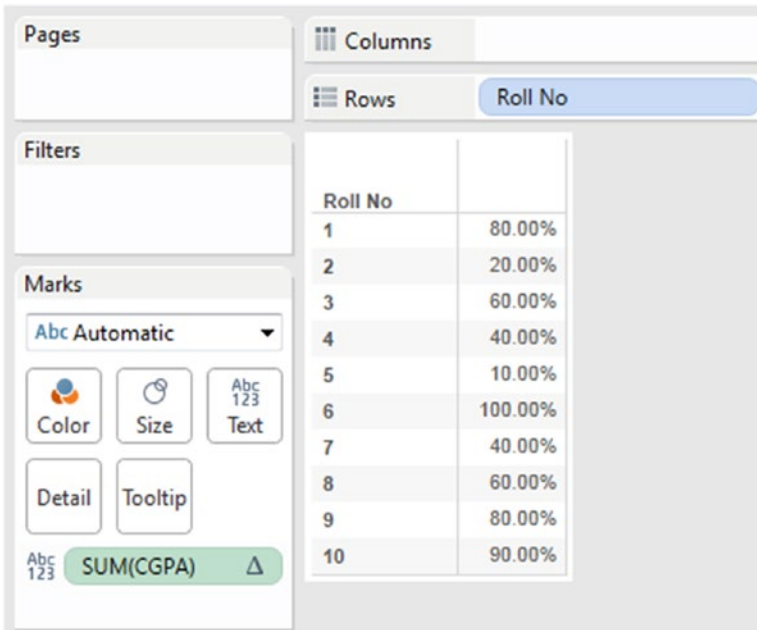 Pages
Columns
Rows Roll No
Filters
Roll No
1 80.00%
2 20.00%
3 60.00%
4 40.00%
5 10.00%
6 100.00%
7 40.00%
8 60.00%
9 80.00%
10 90.00%
Marks
Abc Automatic
Color
Size
Abc
123
Text
Detail
Tooltip
Abc
123
SUM(CGPA) Δ